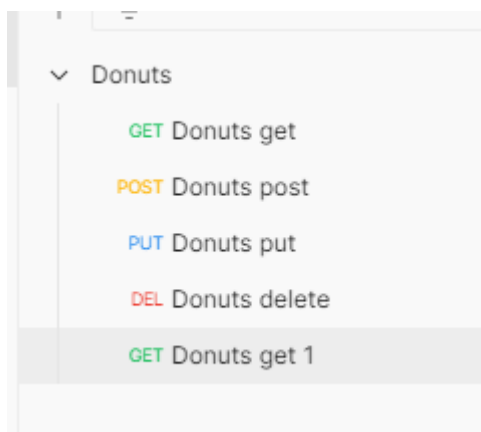 Donuts
GET Donuts get
POST Donuts post
PUT Donuts put
DEL Donuts delete
GET Donuts get 1